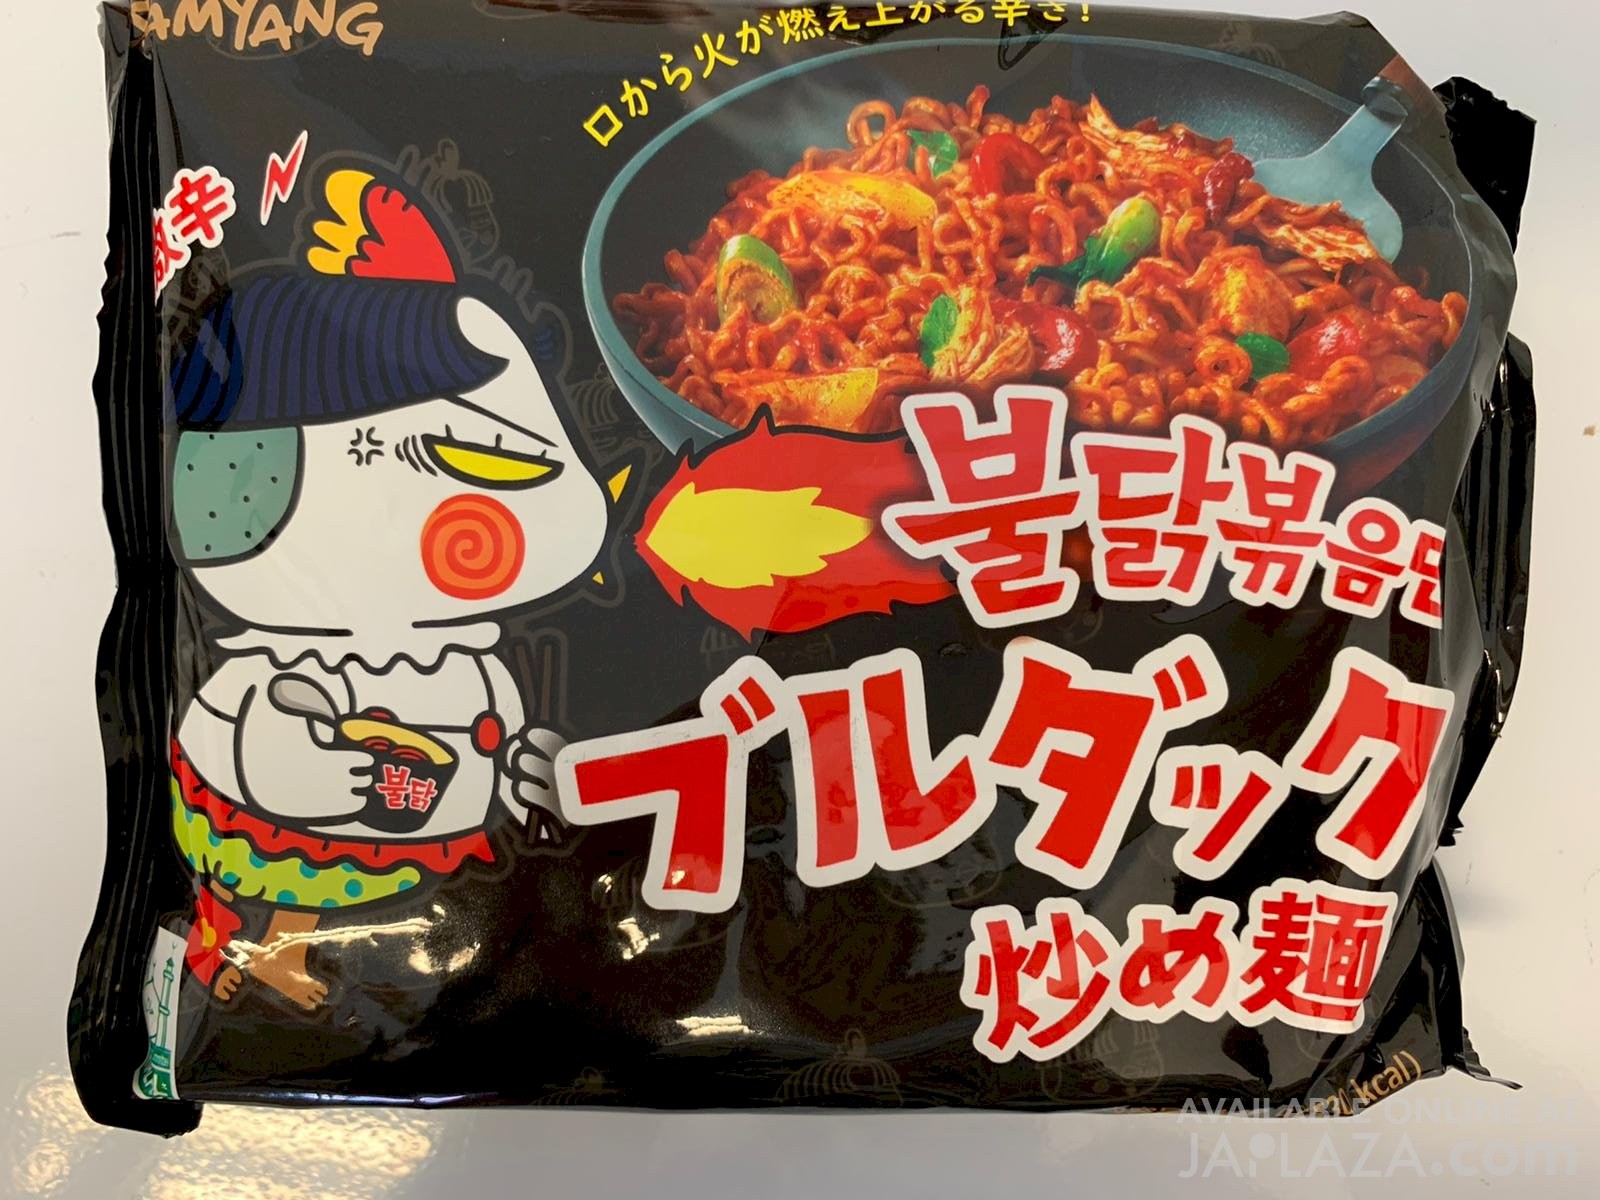 SAMYANG
口から火が燃え上がる辛さ!
激辛
불닭볶음면
불닭
ブルダック
炒め麺
kcal)
AVAILABLE ONLINE AT
JAPLAZA.com